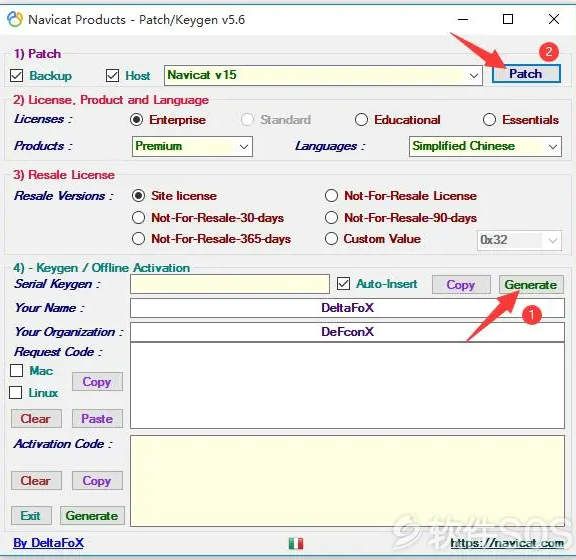 Navicat Products - Patch/Keygen v5.6
1) Patch
2
Backup Host Navicat v15 Patch
2) License, Product and Language
Licenses : Enterprise Standard Educational Essentials
Products : Premium Languages : Simplified Chinese
3) Resale License
Resale Versions : Site license Not-For-Resale License
Not-For-Resale-30-days Not-For-Resale-90-days
Not-For-Resale-365-days Custom Value 0x32
4) - Keygen / Offline Activation
Serial Keygen : Auto-Insert Copy Generate
Your Name : DeltaFoX
1
Your Organization : DeFconX
Request Code :
Mac
Copy
Linux
Clear Paste
Activation Code :
Clear Copy
Exit Generate
软件SOS
By DeltaFoX https://navicat.com